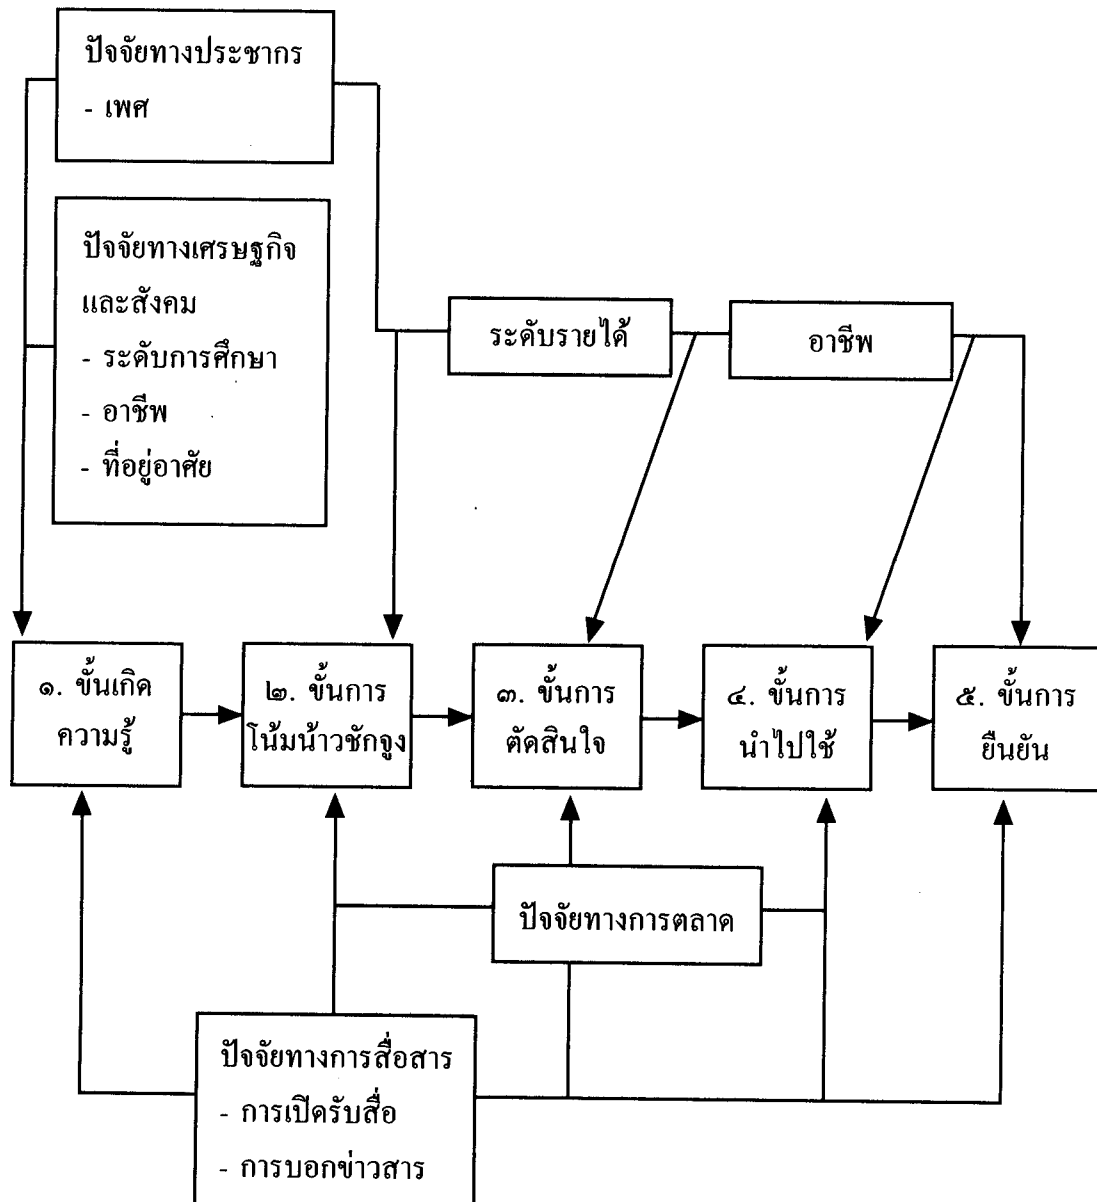 ปัจจัยทางประชากร
- เพศ
ปัจจัยทางเศรษฐกิจ
และสังคม
- ระดับการศึกษา
- อาชีพ
- ที่อยู่อาศัย
ระดับรายได้
อาชีพ
๑. ขั้นเกิด
ความรู้
๒. ขั้นการ
โน้มน้าวชักจูง
๓. ขั้นการ
ตัดสินใจ
๔. ขั้นการ
นำไปใช้
๕. ขั้นการ
ยืนยัน
ปัจจัยทางการตลาด
ปัจจัยทางการสื่อสาร
- การเปิดรับสื่อ
- การบอกข่าวสาร